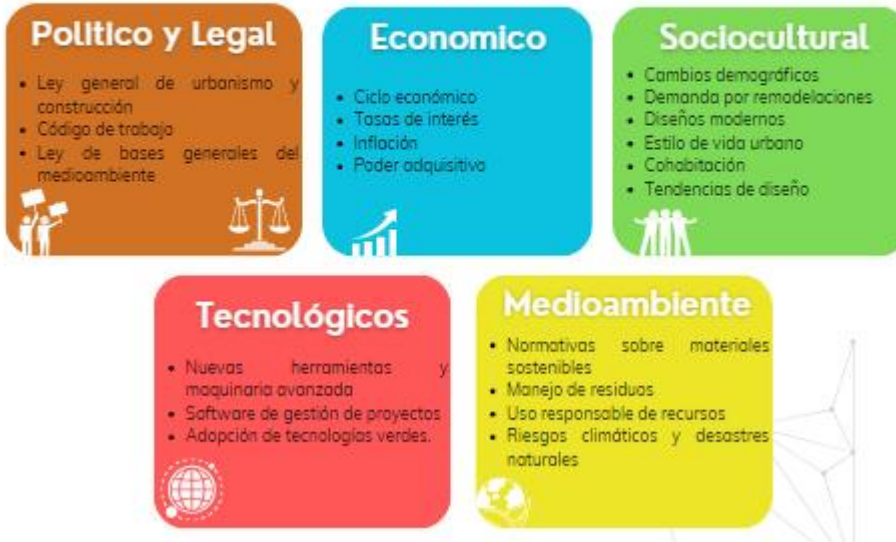 Politico y Legal
• Ley general de urbanismo y
construcción
• Código de trabajo
• Ley de bases generales del
medioambiente
Economico
• Ciclo económico
• Tasas de interés
• Inflación
• Poder adquisitivo
Sociocultural
• Cambios demográficos
• Demanda por remodelaciones
• Diseños modernos
• Estilo de vida urbano
• Cohabitación
• Tendencias de diseño
Tecnológicos
• Nuevas herramientas y
maquinaria avanzada
• Software de gestión de proyectos
• Adopción de tecnologías verdes.
Medioambiente
• Normativas sobre materiales
sostenibles
• Manejo de residuos
• Uso responsable de recursos
• Riesgos climáticos y desastres
naturales